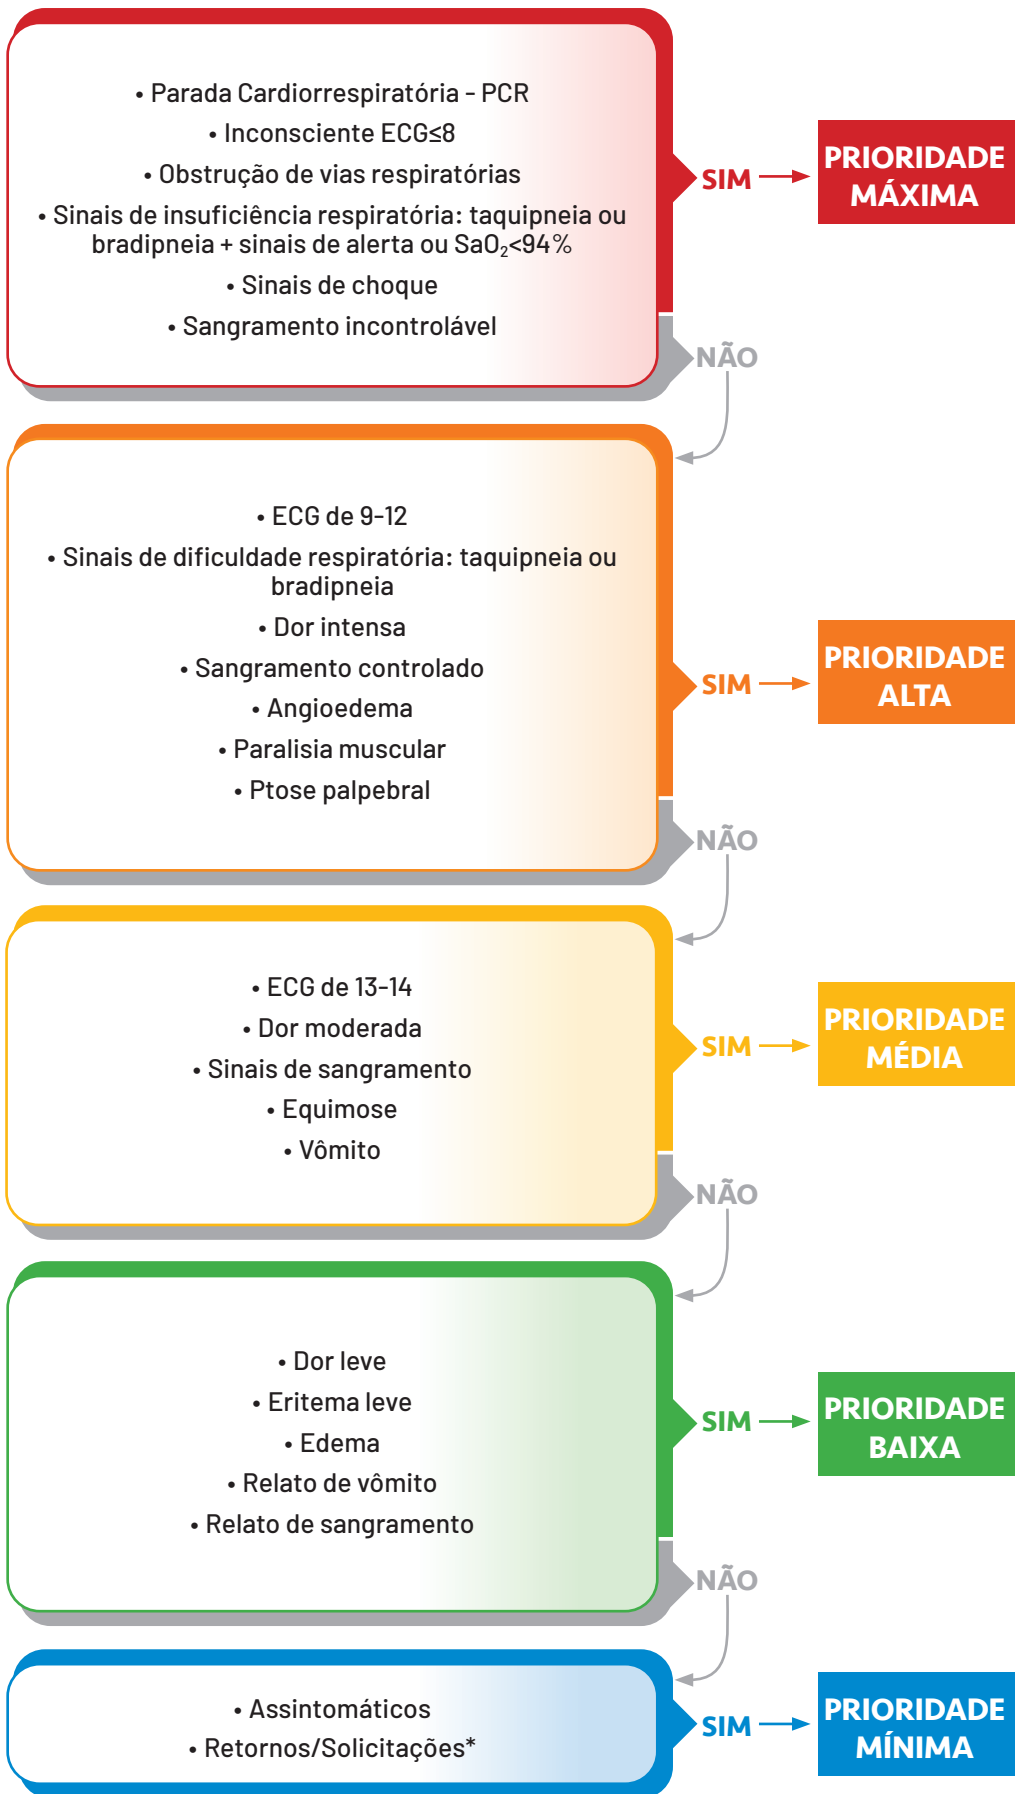 • Parada Cardiorrespiratória - PCR
• Inconsciente ECG≤8
• Obstrução de vias respiratórias
• Sinais de insuficiência respiratória: taquipneia ou
bradipneia + sinais de alerta ou SaO₂<94%
• Sinais de choque
• Sangramento incontrolável
SIM
PRIORIDADE
MÁXIMA
NÃO
• ECG de 9-12
• Sinais de dificuldade respiratória: taquipneia ou
bradipneia
• Dor intensa
• Sangramento controlado
• Angioedema
• Paralisia muscular
• Ptose palpebral
SIM
PRIORIDADE
ALTA
NÃO
• ECG de 13-14
• Dor moderada
• Sinais de sangramento
• Equimose
• Vômito
SIM
PRIORIDADE
MÉDIA
NÃO
• Dor leve
• Eritema leve
• Edema
• Relato de vômito
• Relato de sangramento
SIM
PRIORIDADE
BAIXA
NÃO
• Assintomáticos
• Retornos/Solicitações*
SIM
PRIORIDADE
MÍNIMA